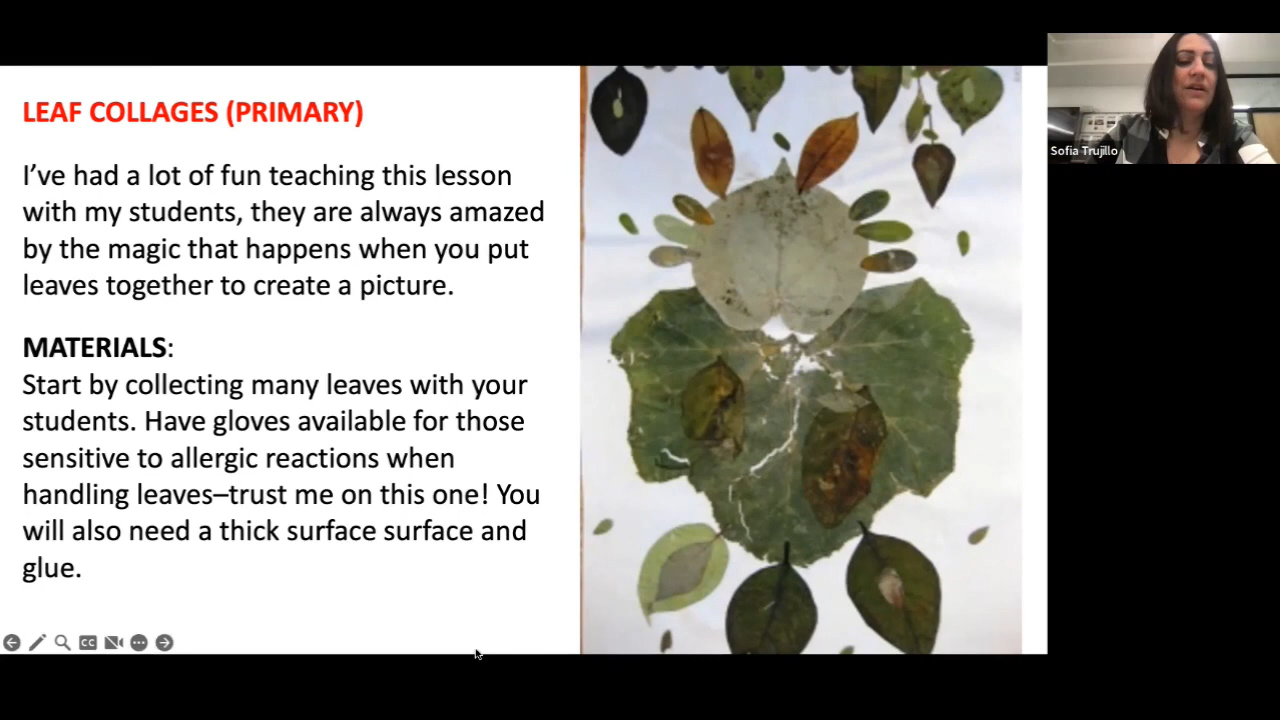 LEAF COLLAGES (PRIMARY)
I’ve had a lot of fun teaching this lesson
with my students, they are always amazed
by the magic that happens when you put
leaves together to create a picture.
MATERIALS:
Start by collecting many leaves with your
students. Have gloves available for those
sensitive to allergic reactions when
handling leaves–trust me on this one! You
will also need a thick surface surface and
glue.
CC
Sofia Trujillo